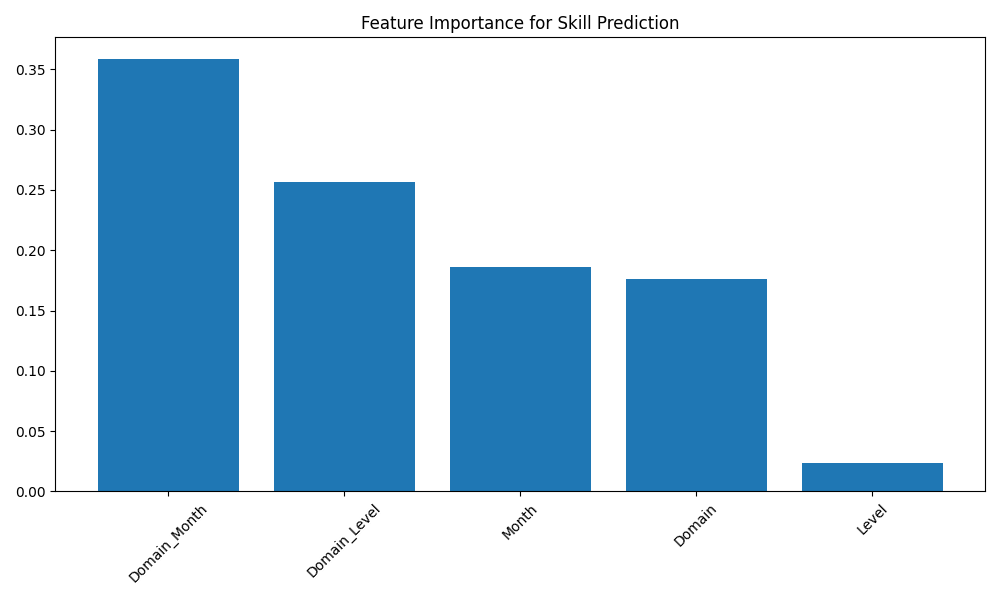 Feature Importance for Skill Prediction
0.35
0.30
0.25
0.20
0.15
0.10
0.05
0.00
Domain_Month
Domain_Level
Month
Domain
Level